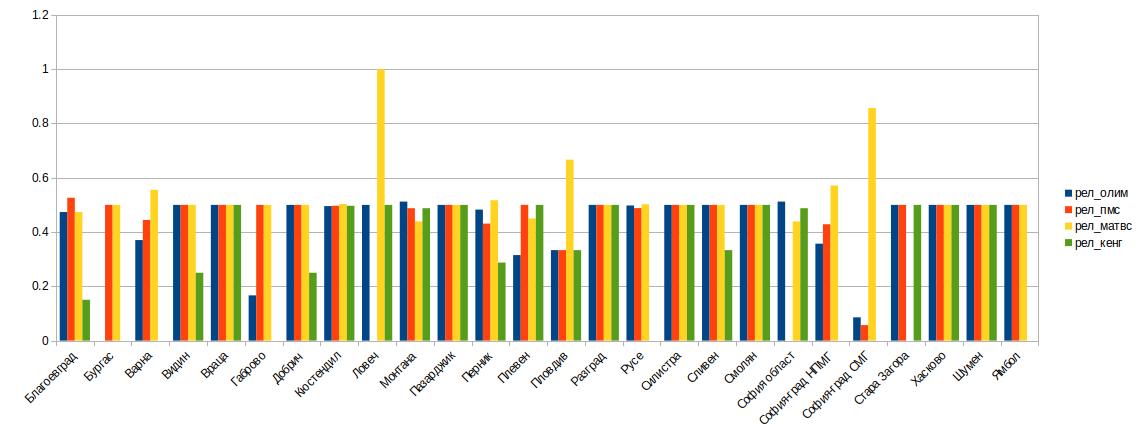 1.2
1
0.8
0.6
0.4
0.2
0
рел_олим
рел_пмс
рел_матвс
рел_кенг
Благоевград
Бургас
Варна
Видин
Враца
Габрово
Добрич
Кюстендил
Ловеч
Монтана
Пазарджик
Перник
Плевен
Пловдив
Разград
Русе
Силистра
Сливен
Смолян
София област
София-град НПМГ
София-град СМГ
Стара Загора
Хасково
Шумен
Ямбол